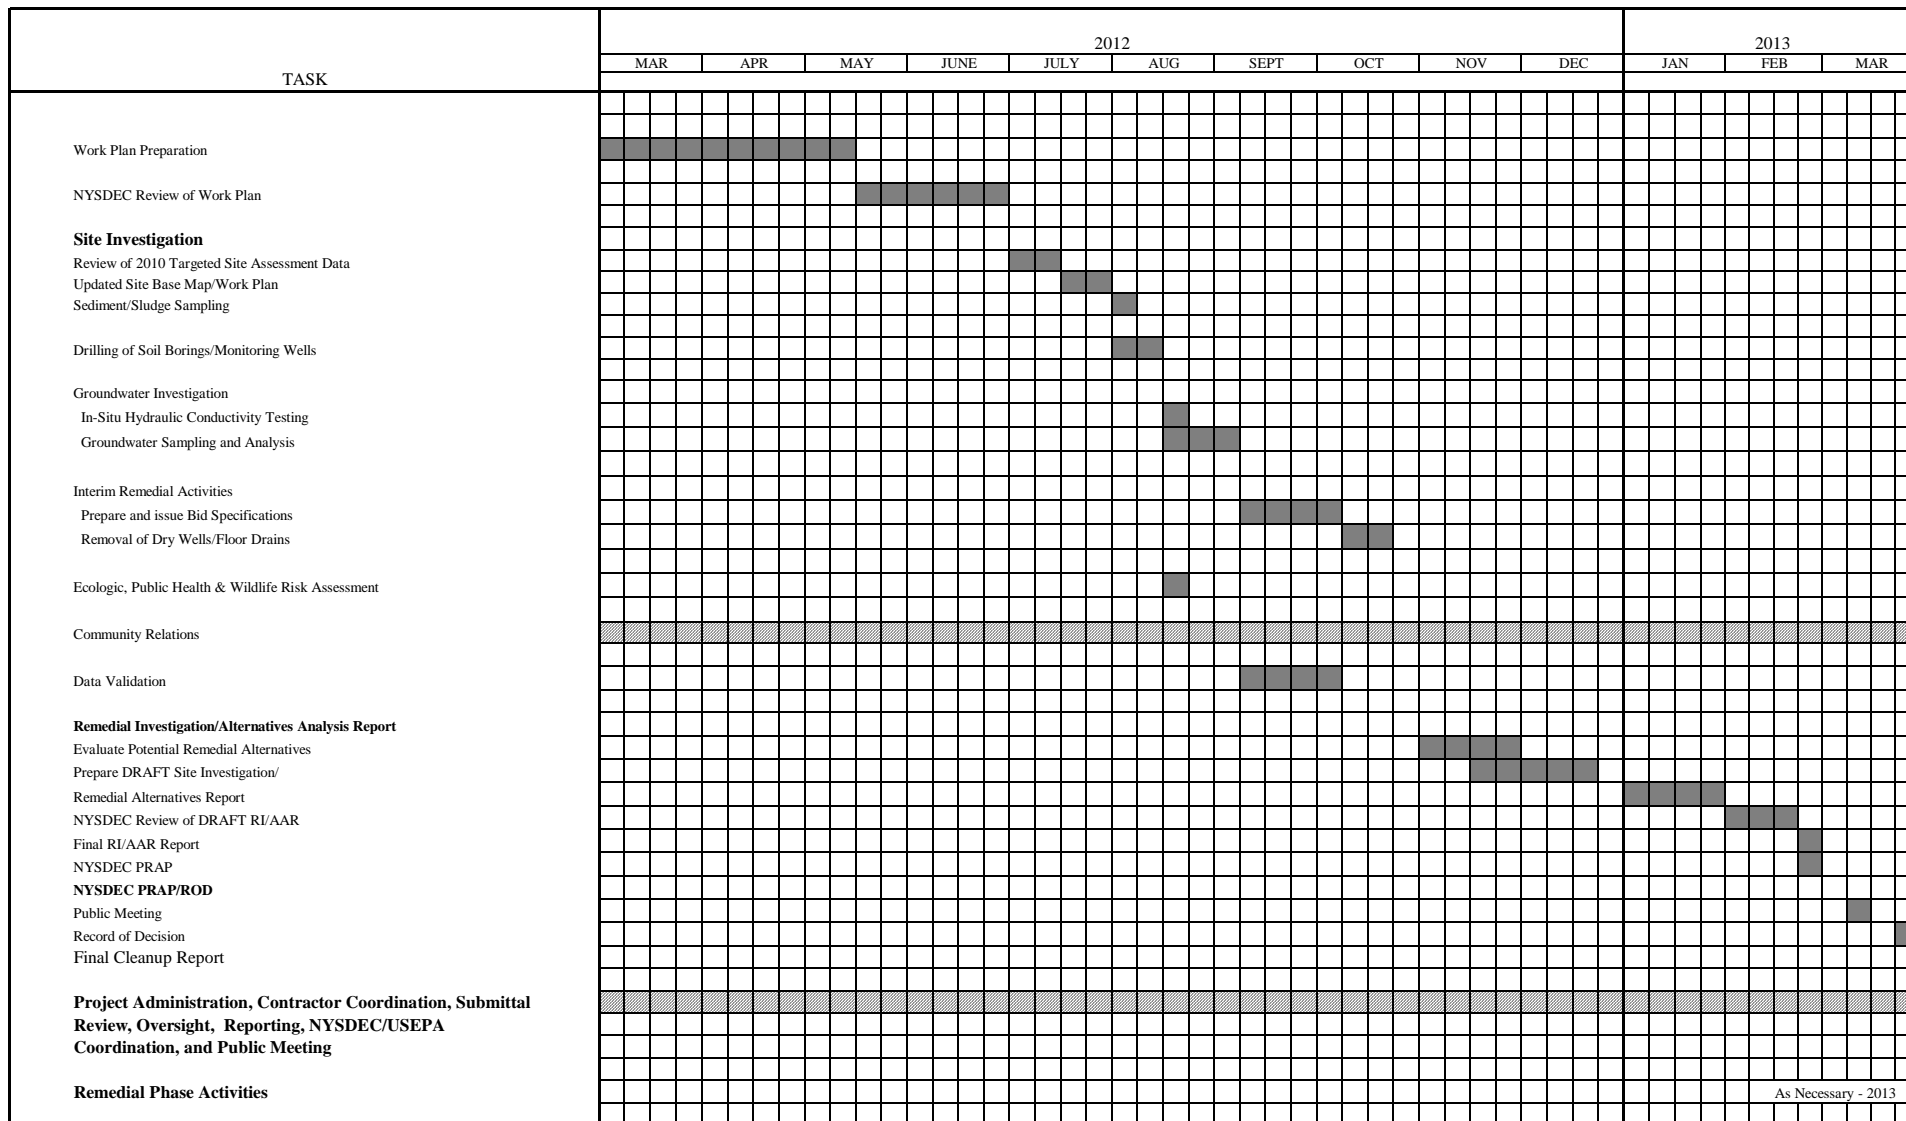 2012 2013
MAR APR MAY JUNE JULY AUG SEPT OCT NOV DEC JAN FEB MAR
TASK
Work Plan Preparation
NYSDEC Review of Work Plan
Site Investigation
Review of 2010 Targeted Site Assessment Data
Updated Site Base Map/Work Plan
Sediment/Sludge Sampling
Drilling of Soil Borings/Monitoring Wells
Groundwater Investigation
In-Situ Hydraulic Conductivity Testing
Groundwater Sampling and Analysis
Interim Remedial Activities
Prepare and issue Bid Specifications
Removal of Dry Wells/Floor Drains
Ecologic, Public Health & Wildlife Risk Assessment
Community Relations
Data Validation
Remedial Investigation/Alternatives Analysis Report
Evaluate Potential Remedial Alternatives
Prepare DRAFT Site Investigation/
Remedial Alternatives Report
NYSDEC Review of DRAFT RI/AAR
Final RI/AAR Report
NYSDEC PRAP
NYSDEC PRAP/ROD
Public Meeting
Record of Decision
Final Cleanup Report
Project Administration, Contractor Coordination, Submittal
Review, Oversight, Reporting, NYSDEC/USEPA
Coordination, and Public Meeting
Remedial Phase Activities As Necessary - 2013